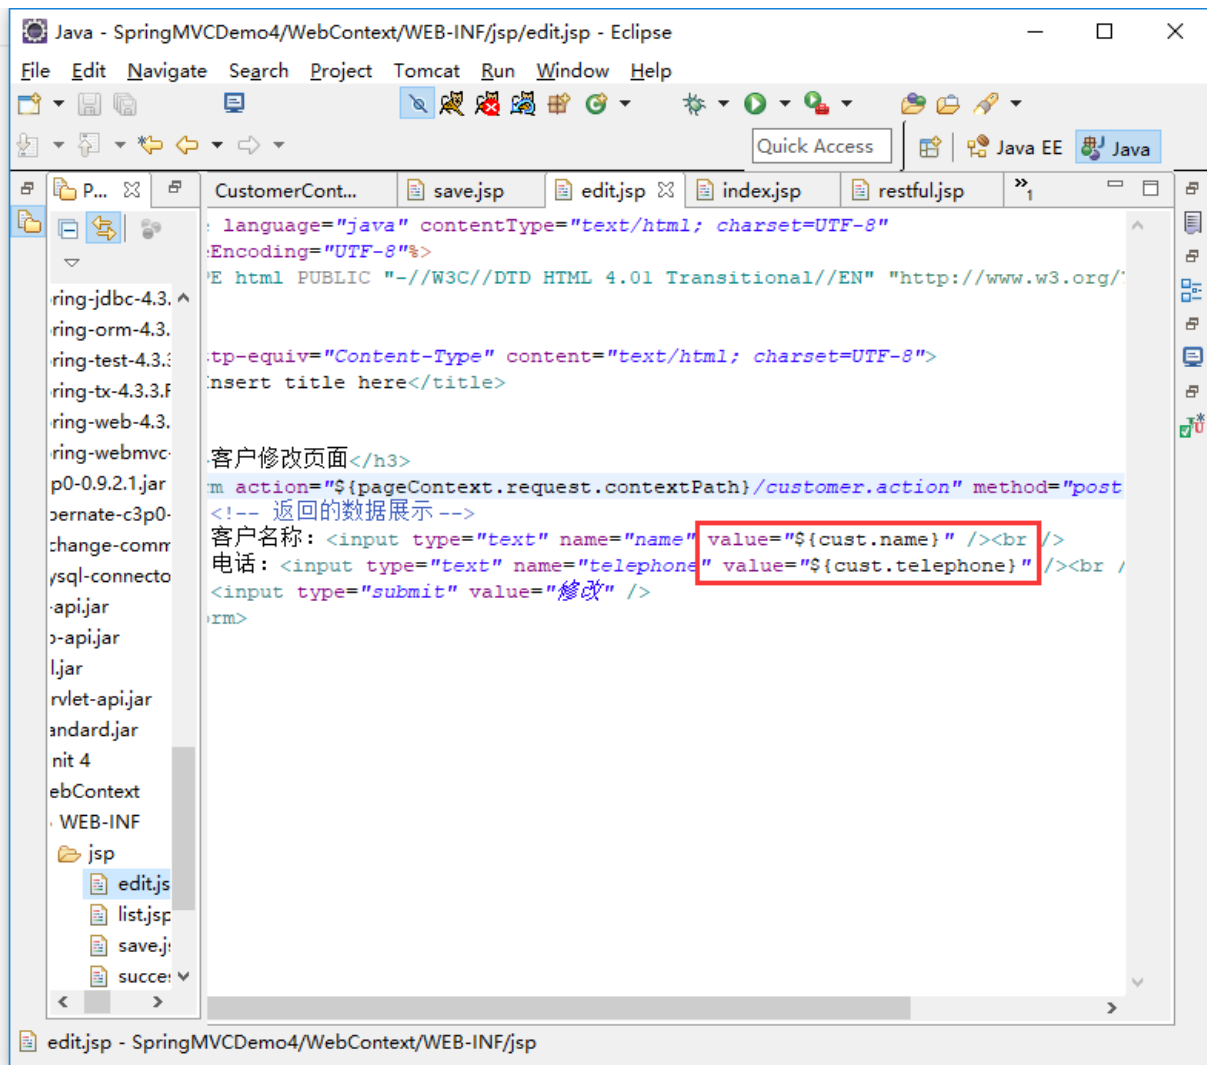 Java - SpringMVCDemo4/WebContext/WEB-INF/jsp/edit.jsp - Eclipse
File Edit Navigate Search Project Tomcat Run Window Help
Quick Access
Java EE
Java
P...
CustomerCont...
save.jsp
edit.jsp
index.jsp
restful.jsp
»1
language="java" contentType="text/html; charset=UTF-8"
Encoding="UTF-8"%>
PE html PUBLIC "-//W3C//DTD HTML 4.01 Transitional//EN" "http://www.w3.org/
tp-equiv="Content-Type" content="text/html; charset=UTF-8">
nsert title here</title>
客户修改页面</h3>
m action="${pageContext.request.contextPath}/customer.action" method="post
<!-- 返回的数据展示 -->
客户名称：<input type="text" name="name" value="${cust.name}" /><br />
电话：<input type="text" name="telephone" value="${cust.telephone}" /><br /
<input type="submit" value="修改" />
rm>
ring-jdbc-4.3.
ring-orm-4.3.
ring-test-4.3.3
ring-tx-4.3.3.F
ring-web-4.3.
ring-webmvc-
p0-0.9.2.1.jar
ernate-c3p0-
change-comm
ysql-connecto
-api.jar
p-api.jar
l.jar
rvlet-api.jar
andard.jar
nit 4
ebContext
WEB-INF
jsp
edit.js
list.jsp
save.js
succes
edit.jsp - SpringMVCDemo4/WebContext/WEB-INF/jsp